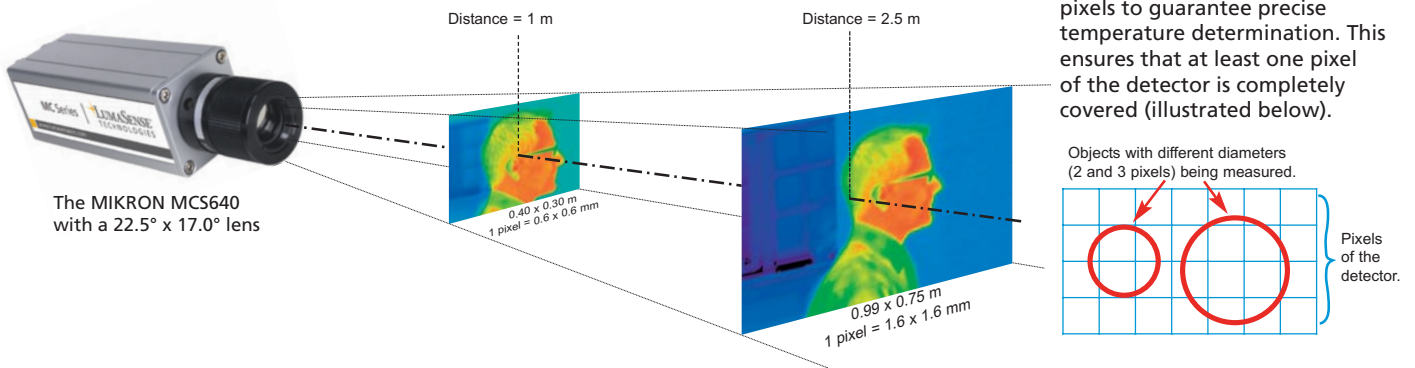 Distance = 1 m
Distance = 2.5 m
pixels to guarantee precise
temperature determination. This
ensures that at least one pixel
of the detector is completely
covered (illustrated below).
MC Series
LUMASENSE
TECHNOLOGIES
The MIKRON MCS640
with a 22.5° x 17.0° lens
0.40 x 0.30 m
1 pixel = 0.6 x 0.6 mm
0.99 x 0.75 m
1 pixel = 1.6 x 1.6 mm
Objects with different diameters
(2 and 3 pixels) being measured.
Pixels
of the
detector.